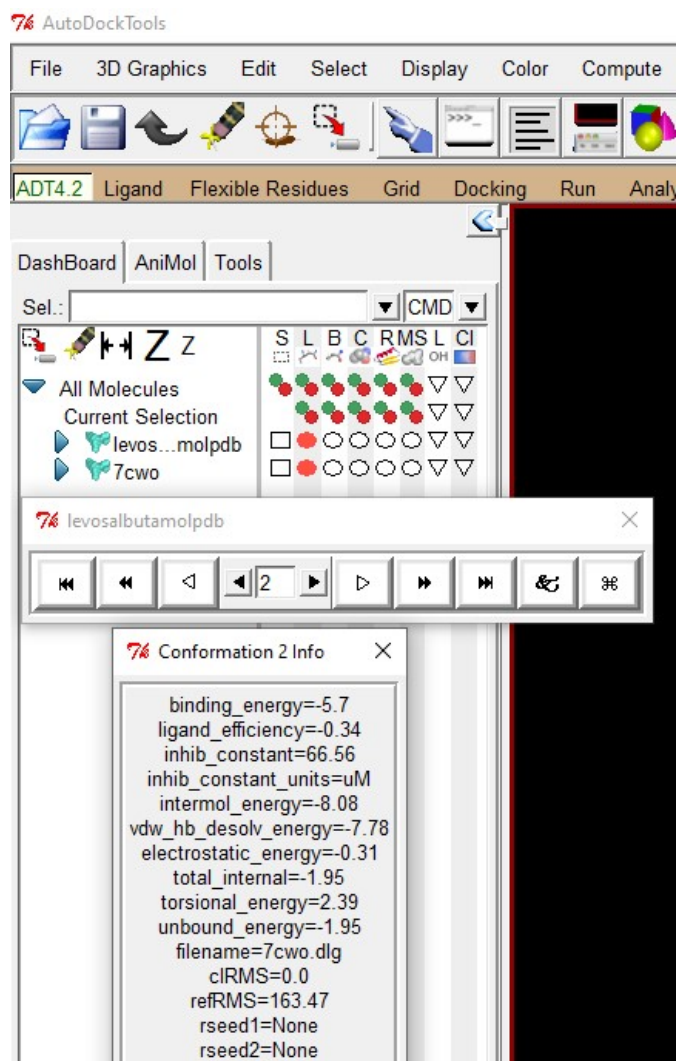 AutoDockTools
File 3D Graphics Edit Select Display Color Compute
>>>_
ADT4.2 Ligand Flexible Residues Grid Docking Run Analy
DashBoard AniMol Tools
Sel.: CMD
Z Z S L B C R MS L Cl
OH
All Molecules
Current Selection
levos...molpdb
7cwo
levosalbutamolpdb
2
Conformation 2 Info
binding_energy=-5.7
ligand_efficiency=-0.34
inhib_constant=66.56
inhib_constant_units=uM
intermol_energy=-8.08
vdw_hb_desolv_energy=-7.78
electrostatic_energy=-0.31
total_internal=-1.95
torsional_energy=2.39
unbound_energy=-1.95
filename=7cwo.dlg
clRMS=0.0
refRMS=163.47
rseed1=None
rseed2=None